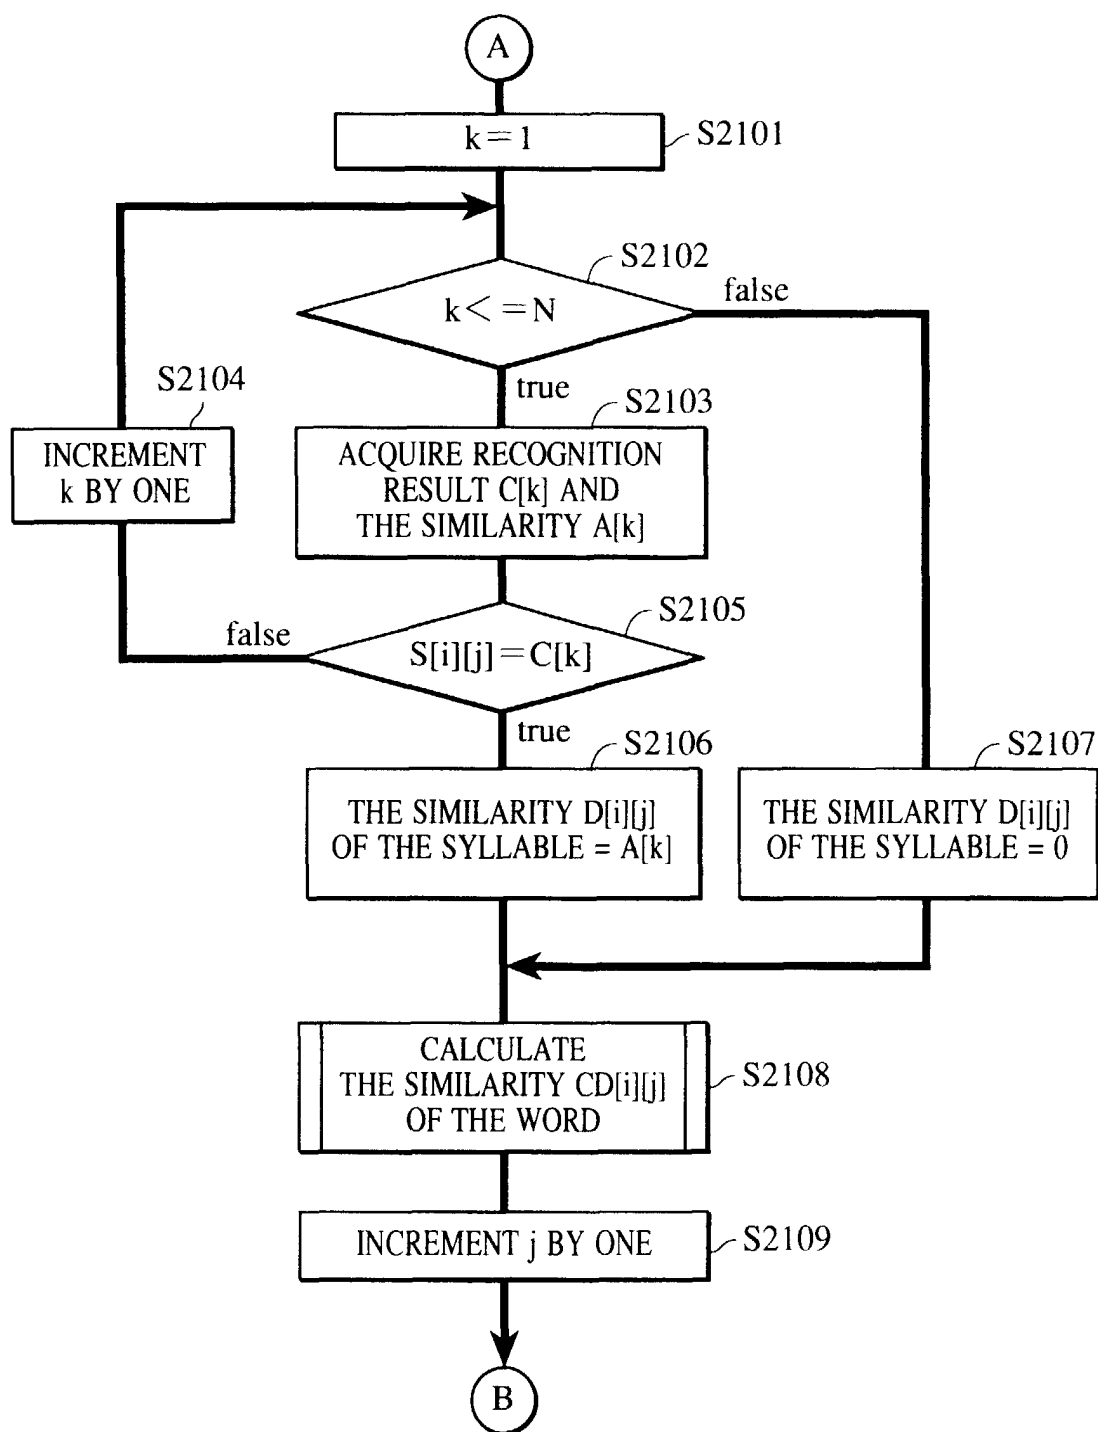 A
k=1
S2101
S2102
k<=N
false
true
S2104
INCREMENT
k BY ONE
S2103
ACQUIRE RECOGNITION
RESULT C[k] AND
THE SIMILARITY A[k]
S2105
false
S[i][j]=C[k]
true
S2106
THE SIMILARITY D[i][j]
OF THE SYLLABLE = A[k]
S2107
THE SIMILARITY D[i][j]
OF THE SYLLABLE = 0
CALCULATE
THE SIMILARITY CD[i][j]
OF THE WORD
S2108
INCREMENT j BY ONE
S2109
B